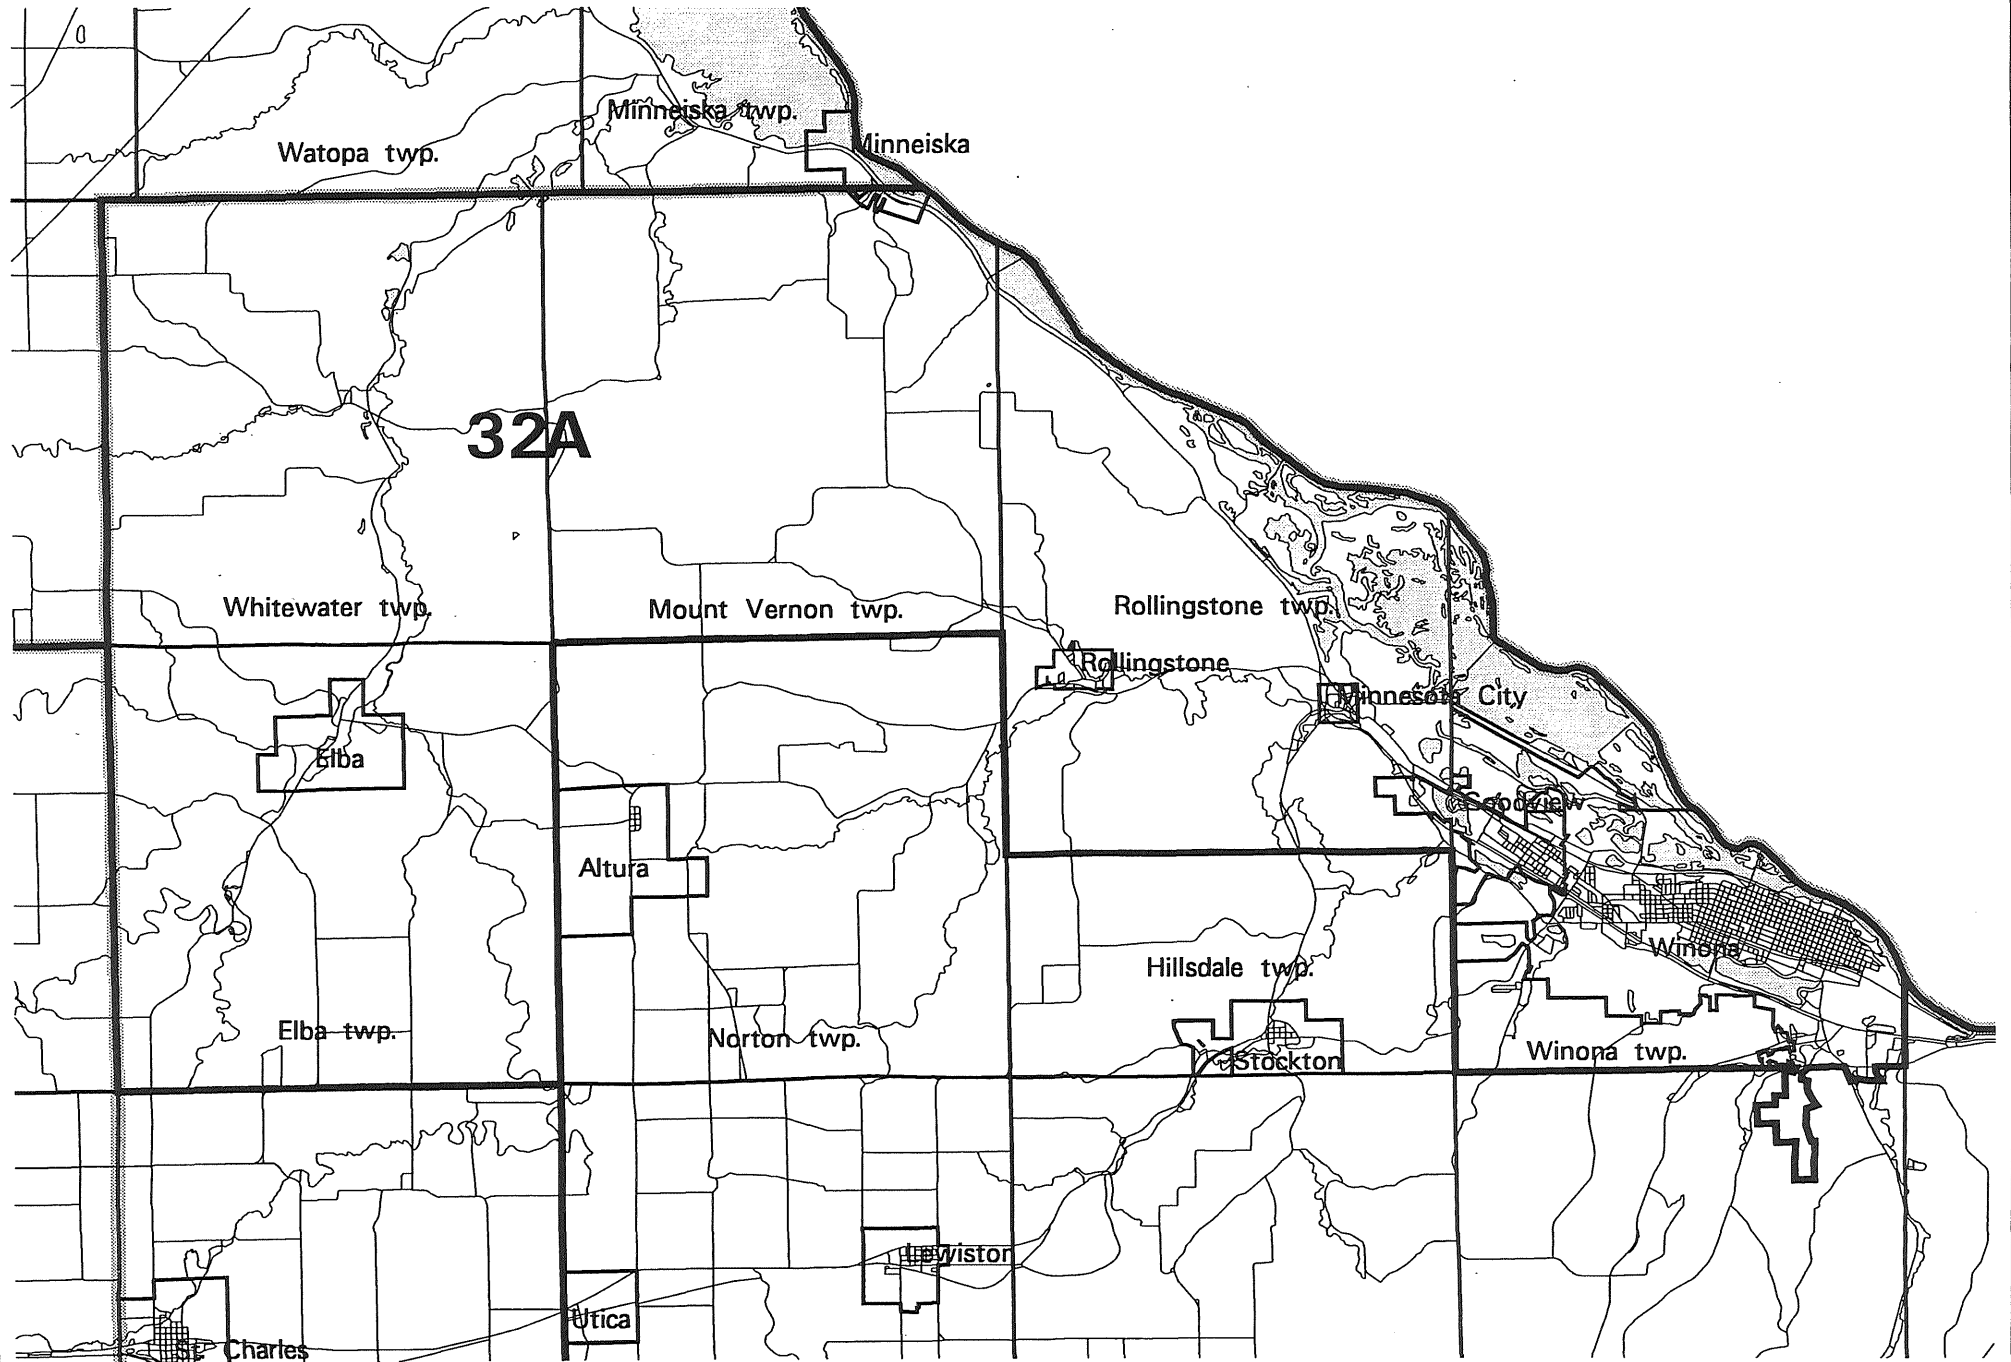 Minneiska twp.
Minneiska
Watopa twp.
32A
Whitewater twp.
Mount Vernon twp.
Rollingstone twp.
Rollingstone
Minnesota City
Elba
Goodview
Altura
Winona
Hillsdale twp.
Elba twp.
Norton twp.
Stockton
Winona twp.
Lewiston
Utica
St. Charles